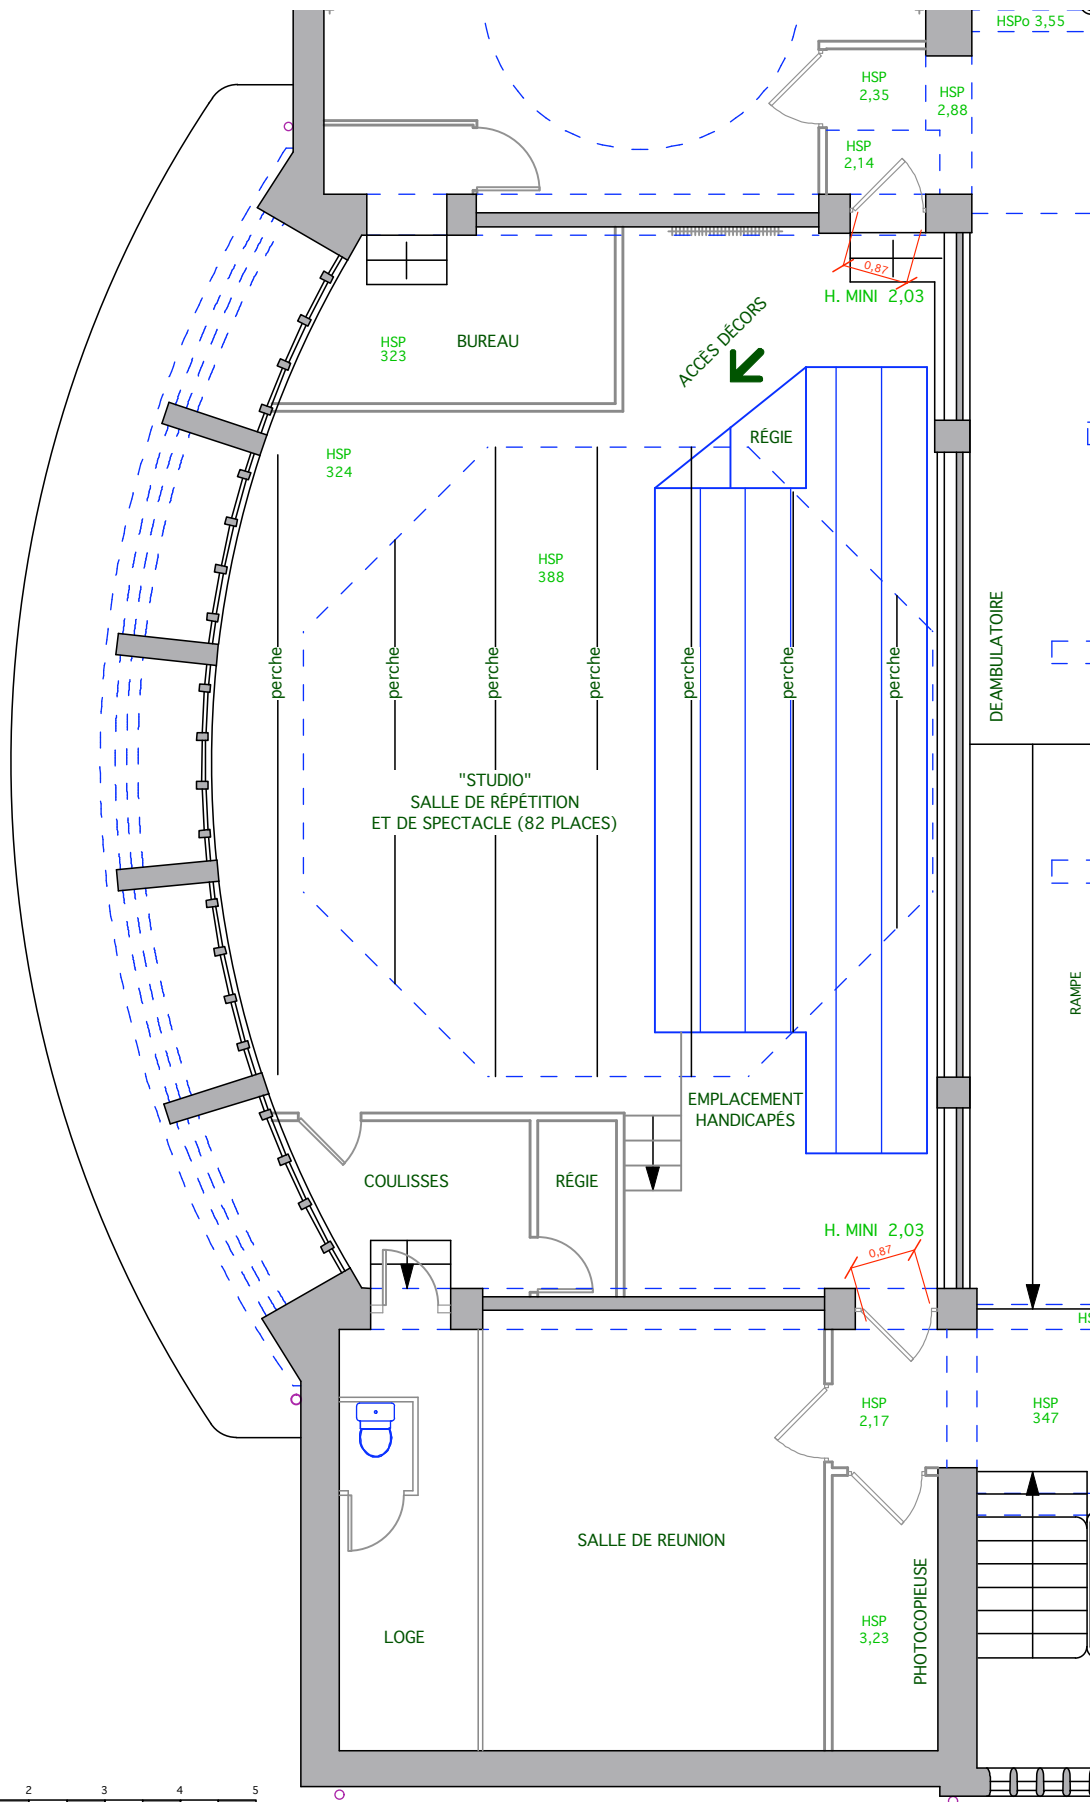 HSPo 3,55
HSP
2,35
HSP
2,88
HSP
2,14
0,87
H. MINI 2,03
HSP
323
BUREAU
ACCÈS DÉCORS
RÉGIE
HSP
324
HSP
388
DEAMBULATOIRE
perche
perche
perche
perche
perche
perche
perche
"STUDIO"
SALLE DE RÉPÉTITION
ET DE SPECTACLE (82 PLACES)
RAMPE
EMPLACEMENT
HANDICAPÉS
COULISSES
RÉGIE
H. MINI 2,03
0,87
HS
HSP
2,17
HSP
347
SALLE DE REUNION
PHOTOCOPIEUSE
HSP
3,23
LOGE
2 3 4 5